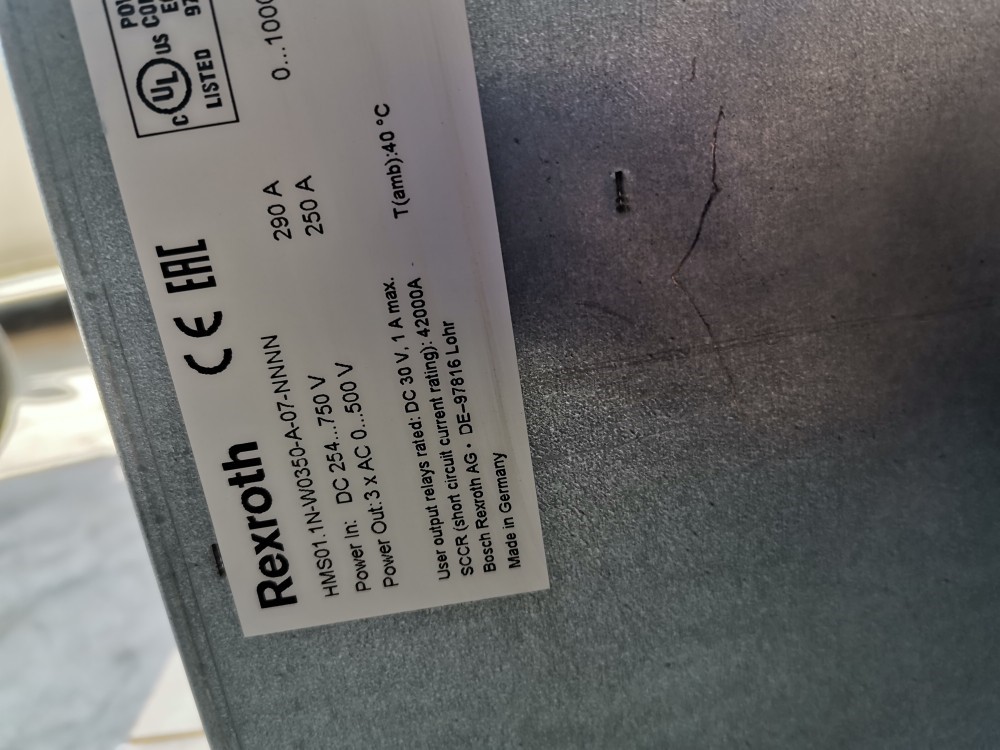 Rexroth CE EAC
C UL US
LISTED
HMS01.1N-W0350-A-07-NNNN
Power In: DC 254...750 V 290 A
Power Out: 3 x AC 0...500 V 250 A
T(amb):40 °C
User output relays rated: DC 30 V, 1 A max.
SCCR (short circuit current rating): 42000A
Bosch Rexroth AG • DE-97816 Lohr
Made in Germany